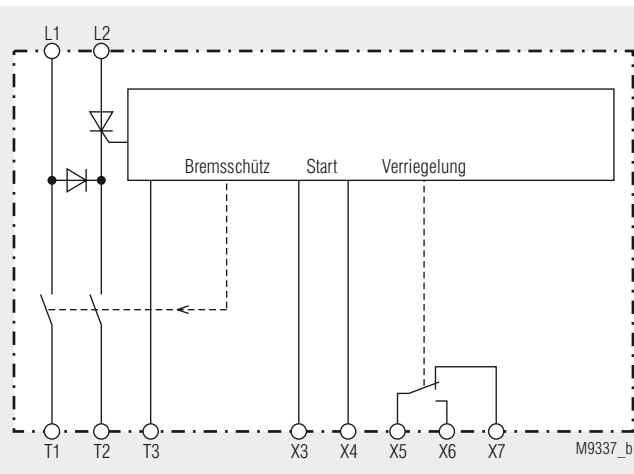 L1 L2
Bremsschütz Start Verriegelung
T1 T2 T3 X3 X4 X5 X6 X7 M9337_b